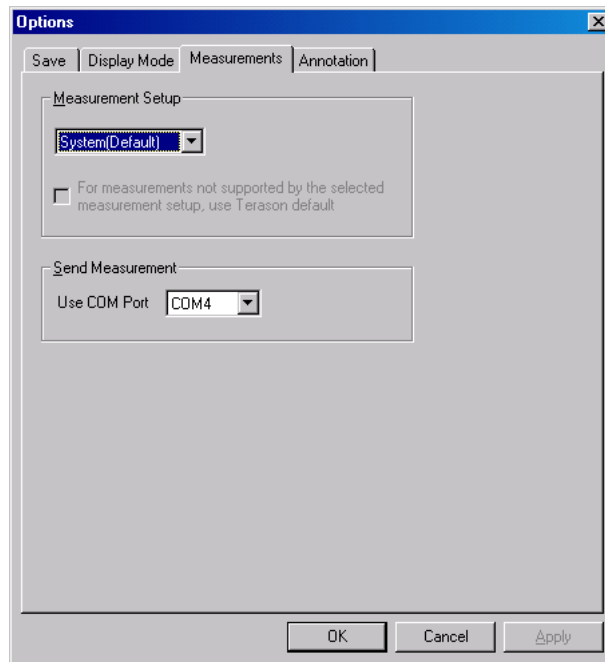 Options
Save Display Mode Measurements Annotation
Measurement Setup
System(Default)
For measurements not supported by the selected
measurement setup, use Terason default
Send Measurement
Use COM Port COM4
OK Cancel Apply